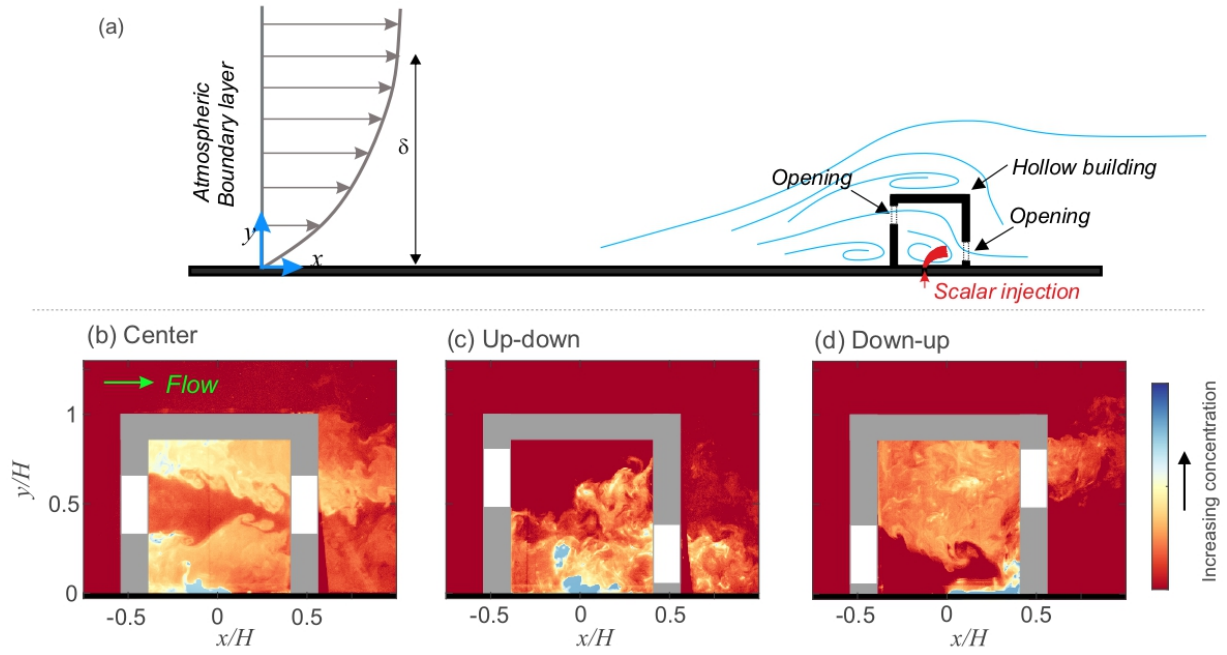 (a)
Atmospheric
Boundary layer
δ
y
x
Opening
Hollow building
Opening
Scalar injection
(b) Center
(c) Up-down
(d) Down-up
Flow
1
0.5
0
y/H
-0.5 0 0.5
x/H
-0.5 0 0.5
x/H
-0.5 0 0.5
x/H
Increasing concentration